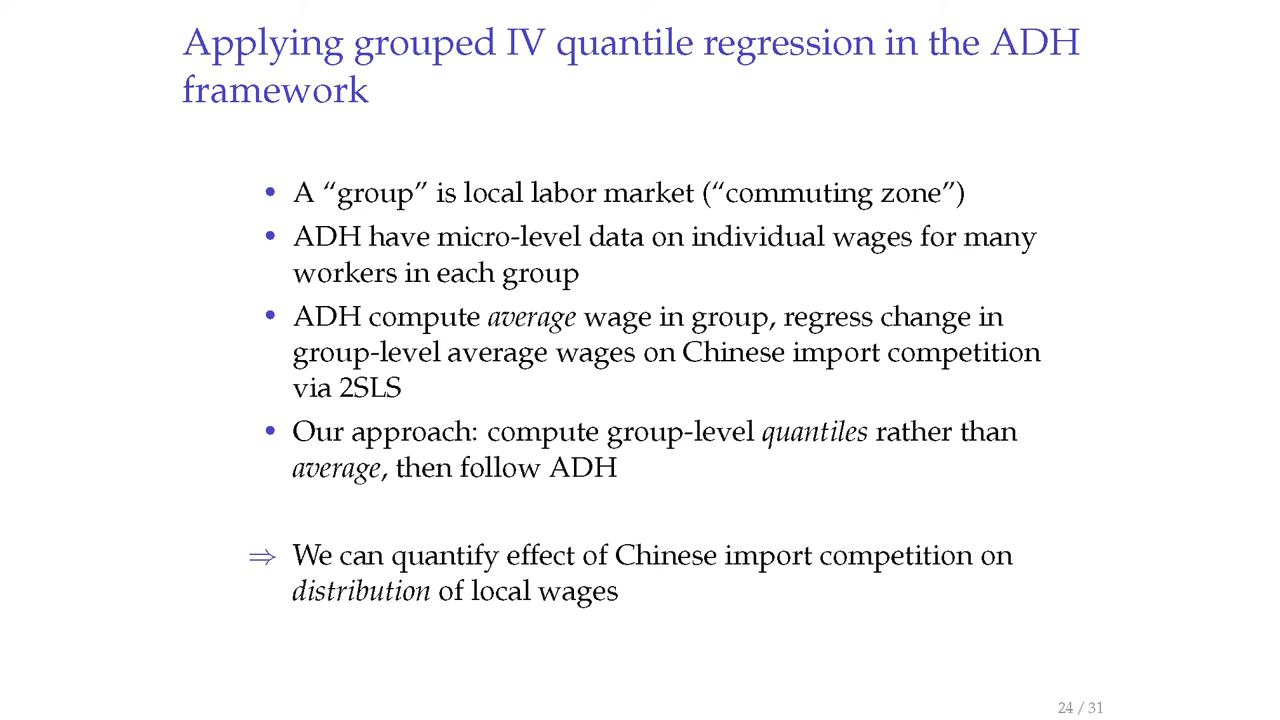 Applying grouped IV quantile regression in the ADH
framework
• A “group” is local labor market (“commuting zone”)
• ADH have micro-level data on individual wages for many
workers in each group
• ADH compute average wage in group, regress change in
group-level average wages on Chinese import competition
via 2SLS
• Our approach: compute group-level quantiles rather than
average, then follow ADH
⇒ We can quantify effect of Chinese import competition on
distribution of local wages
24 / 31